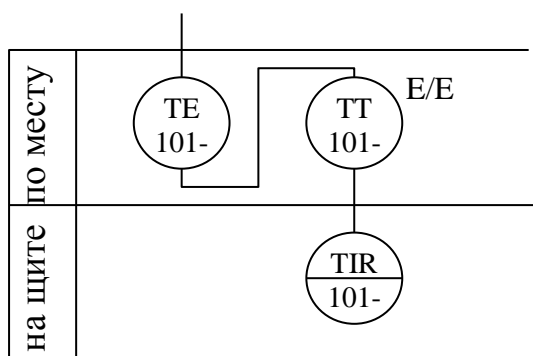 по месту
TE
101-
TT
101-
E/E
на щите
TIR
101-